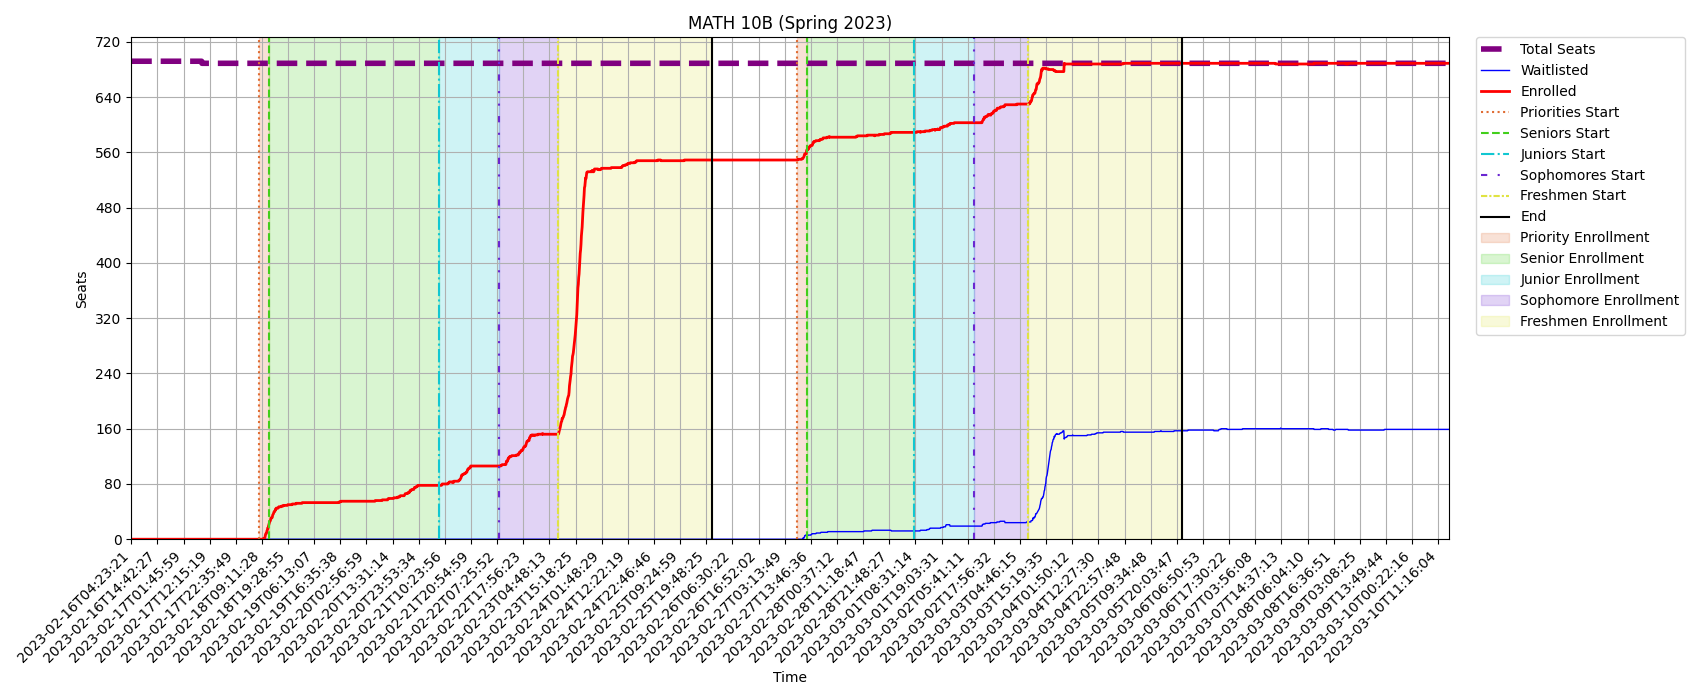 MATH 10B (Spring 2023)
720
640
560
480
400
320
240
160
80
0
Seats
2023-02-16T04:23:21
2023-02-16T14:42:27
2023-02-17T01:45:59
2023-02-17T12:15:19
2023-02-17T22:35:49
2023-02-18T09:11:28
2023-02-18T19:28:55
2023-02-19T06:13:07
2023-02-19T16:35:38
2023-02-20T02:56:59
2023-02-20T13:31:14
2023-02-20T23:53:34
2023-02-21T10:23:56
2023-02-21T20:54:59
2023-02-22T07:25:52
2023-02-22T17:56:23
2023-02-23T04:48:13
2023-02-23T15:18:25
2023-02-24T01:48:29
2023-02-24T12:22:19
2023-02-24T22:46:46
2023-02-25T09:24:59
2023-02-25T19:48:25
2023-02-26T06:30:22
2023-02-26T16:52:02
2023-02-27T03:13:49
2023-02-27T13:46:36
2023-02-28T00:37:12
2023-02-28T11:18:47
2023-02-28T21:48:27
2023-03-01T08:31:14
2023-03-01T19:03:31
2023-03-02T05:41:11
2023-03-02T17:56:32
2023-03-03T04:46:15
2023-03-03T15:19:35
2023-03-04T01:50:12
2023-03-04T12:27:30
2023-03-04T22:57:48
2023-03-05T09:34:48
2023-03-05T20:03:47
2023-03-06T06:50:53
2023-03-06T17:30:22
2023-03-07T03:56:08
2023-03-07T14:37:13
2023-03-08T06:04:10
2023-03-08T16:36:51
2023-03-09T03:08:25
2023-03-09T13:49:44
2023-03-10T00:22:16
2023-03-10T11:16:04
Time
Total Seats
Waitlisted
Enrolled
Priorities Start
Seniors Start
Juniors Start
Sophomores Start
Freshmen Start
End
Priority Enrollment
Senior Enrollment
Junior Enrollment
Sophomore Enrollment
Freshmen Enrollment